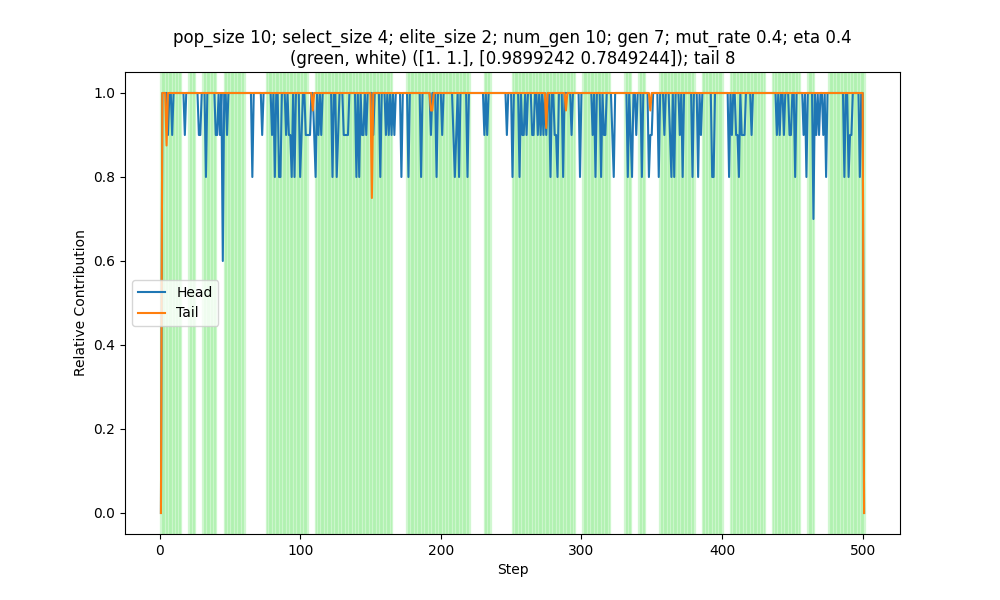 pop_size 10; select_size 4; elite_size 2; num_gen 10; gen 7; mut_rate 0.4; eta 0.4
(green, white) ([1. 1.], [0.9899242 0.7849244]); tail 8
1.0
0.8
0.6
0.4
0.2
0.0
Relative Contribution
Head
Tail
0
100
200
300
400
500
Step